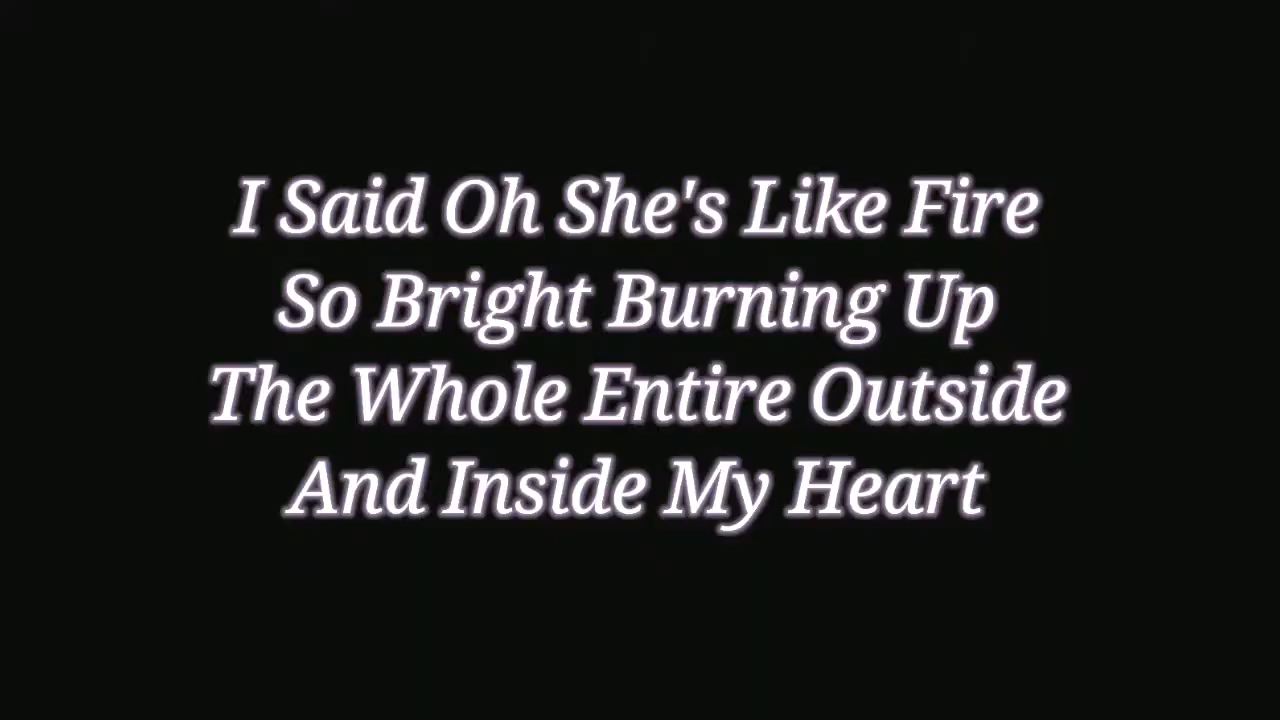 I Said Oh She's Like Fire
So Bright Burning Up
The Whole Entire Outside
And Inside My Heart